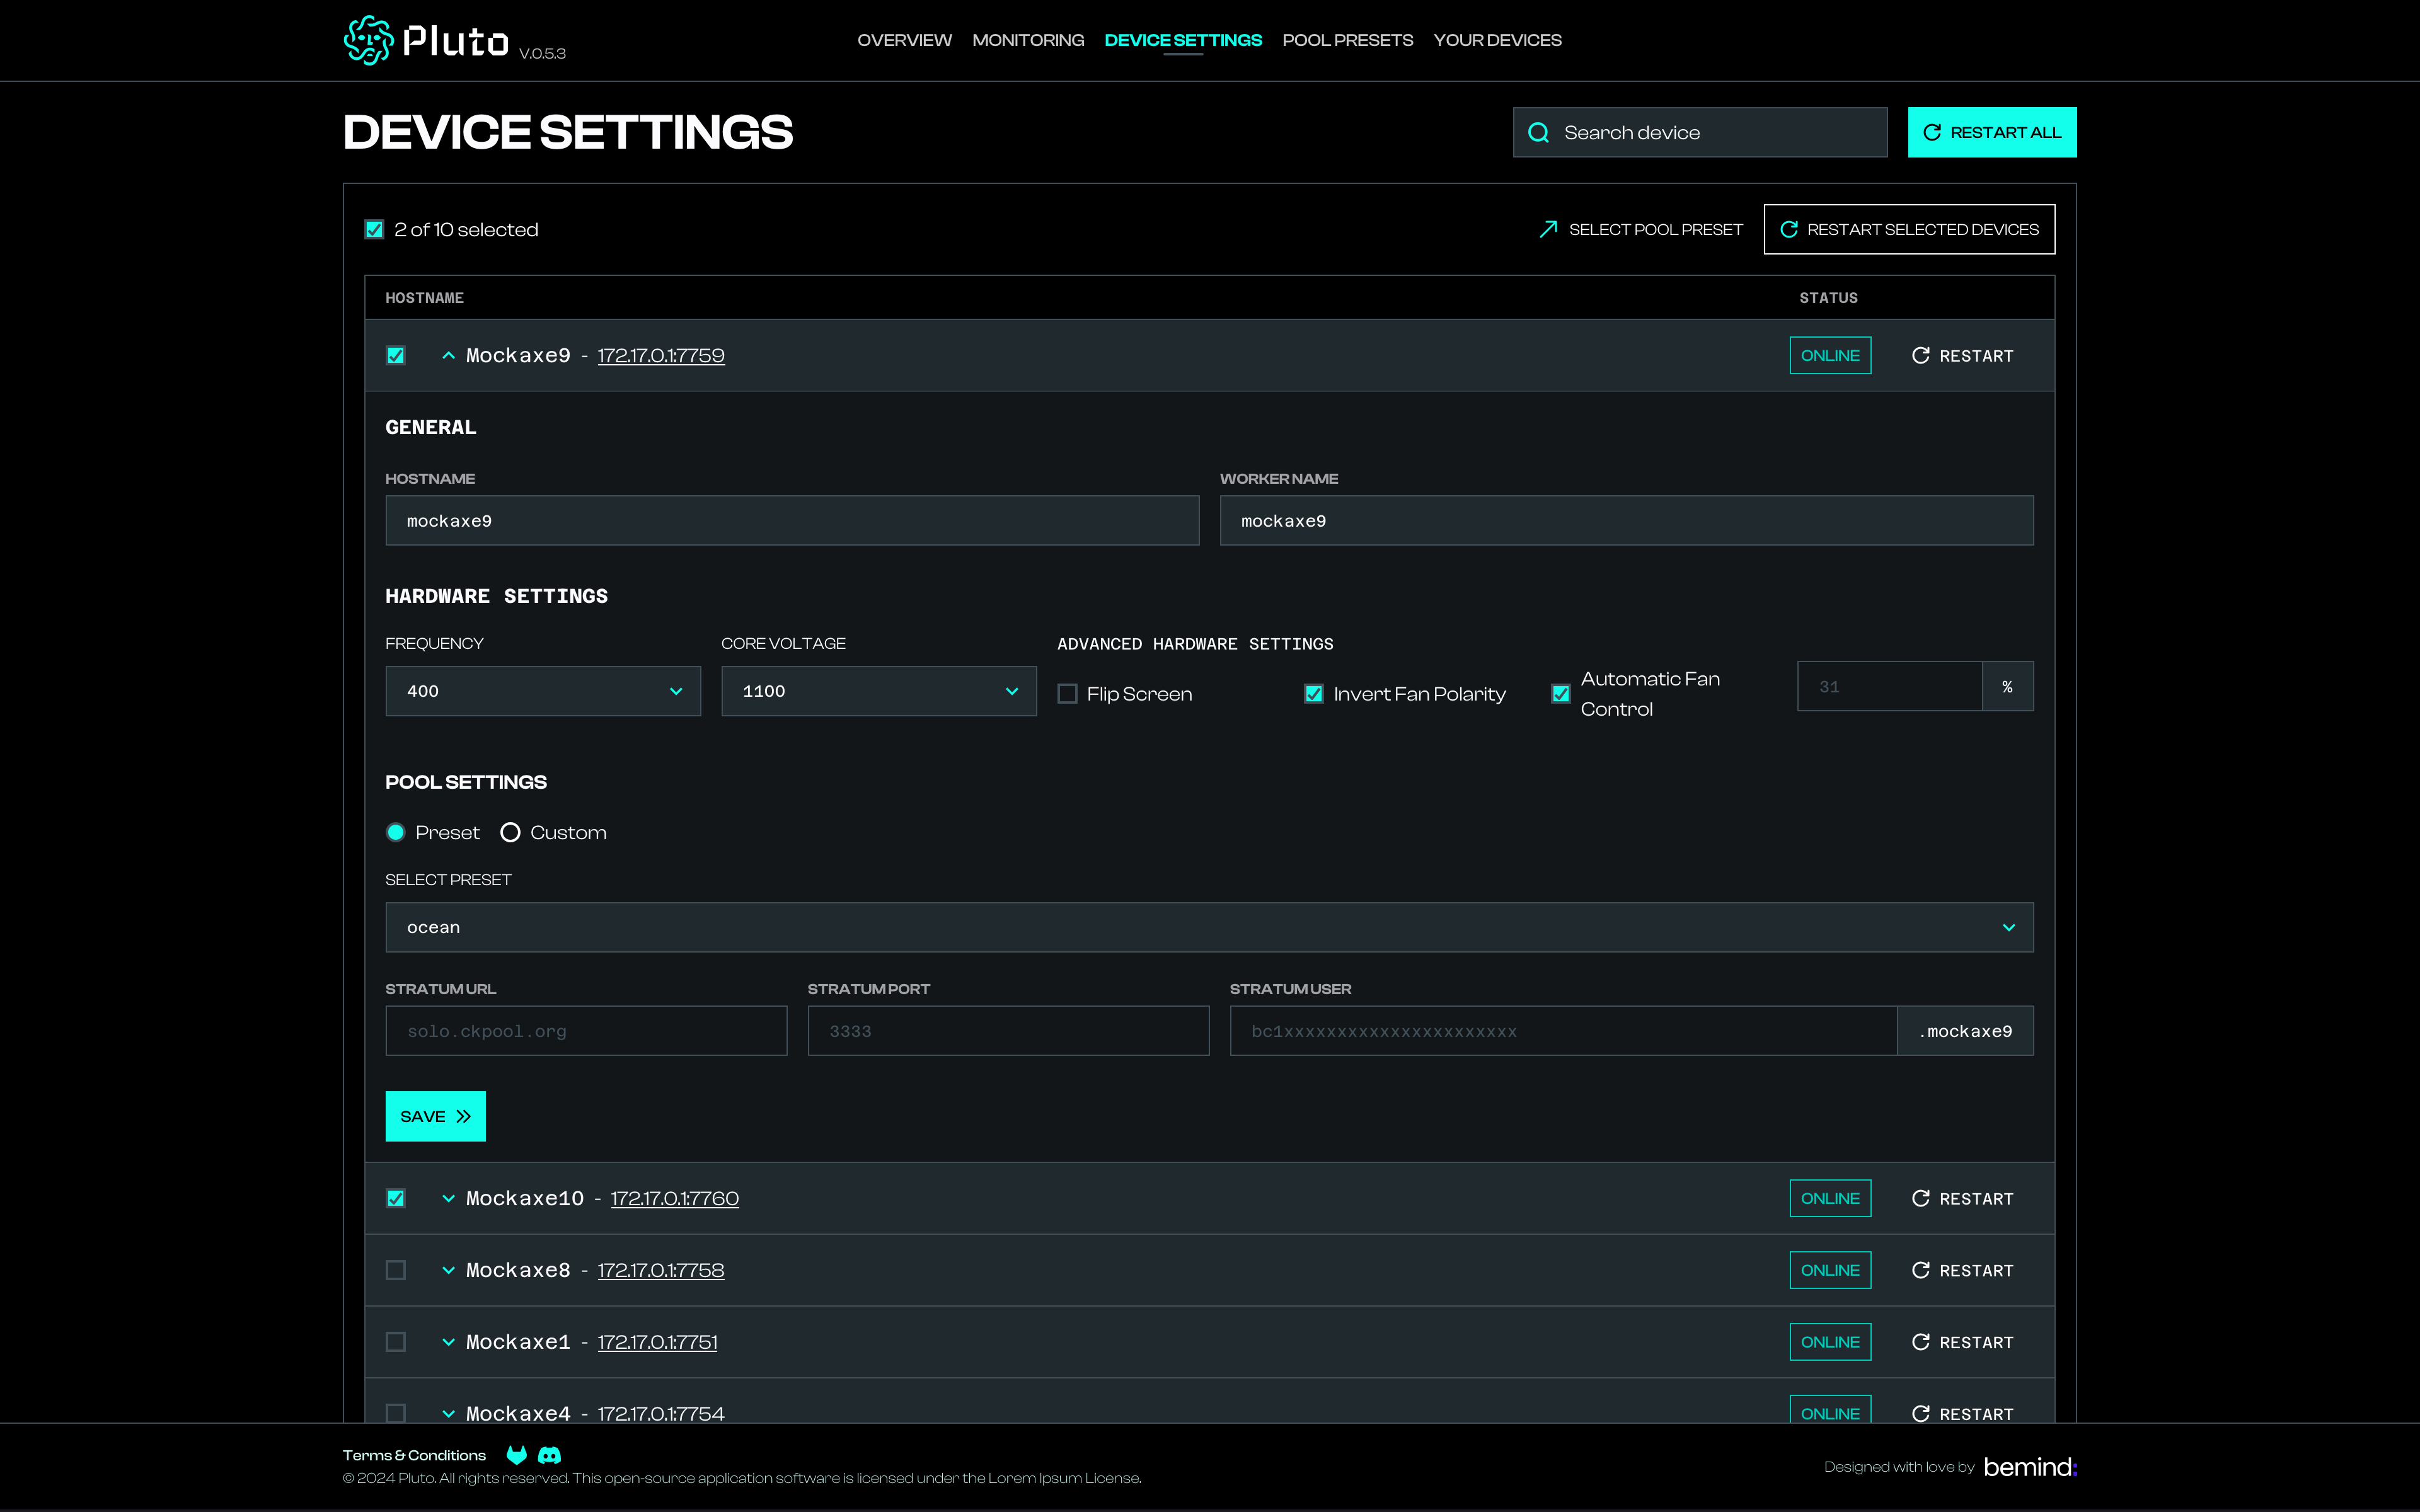 Pluto V.0.5.3
OVERVIEW MONITORING DEVICE SETTINGS POOL PRESETS YOUR DEVICES
DEVICE SETTINGS
Search device
RESTART ALL
2 of 10 selected
SELECT POOL PRESET
RESTART SELECTED DEVICES
HOSTNAME STATUS
Mockaxe9 - 172.17.0.1:7759 ONLINE RESTART
GENERAL
HOSTNAME WORKER NAME
mockaxe9 mockaxe9
HARDWARE SETTINGS
FREQUENCY CORE VOLTAGE ADVANCED HARDWARE SETTINGS
400 1100 Flip Screen Invert Fan Polarity Automatic Fan
Control
31 %
POOL SETTINGS
Preset Custom
SELECT PRESET
ocean
STRATUM URL STRATUM PORT STRATUM USER
solo.ckpool.org 3333 bc1xxxxxxxxxxxxxxxxxxxxxx .mockaxe9
SAVE
Mockaxe10 - 172.17.0.1:7760 ONLINE RESTART
Mockaxe8 - 172.17.0.1:7758 ONLINE RESTART
Mockaxe1 - 172.17.0.1:7751 ONLINE RESTART
Mockaxe4 - 172.17.0.1:7754 ONLINE RESTART
Terms & Conditions
© 2024 Pluto. All rights reserved. This open-source application software is licensed under the Lorem Ipsum License.
Designed with love by bemind: